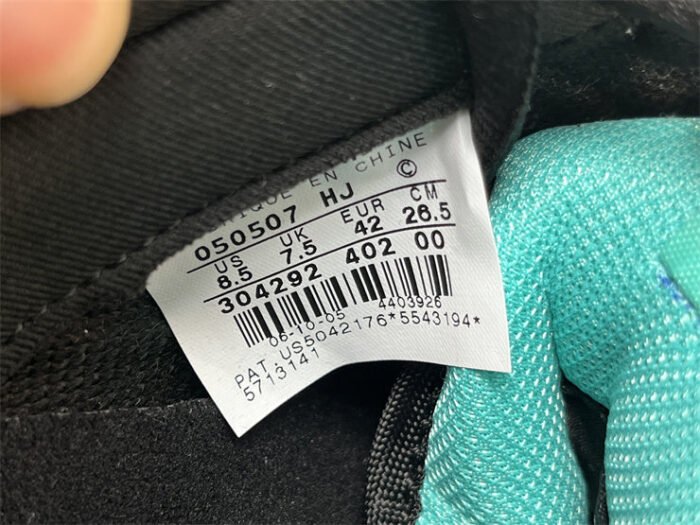 EN CHINE
050507 HJ ©
US UK EUR CM
8.5 7.5 42 26.5
304292 402 00
06-10-05 4403926
PAT. US5042176*5543194*
5713141